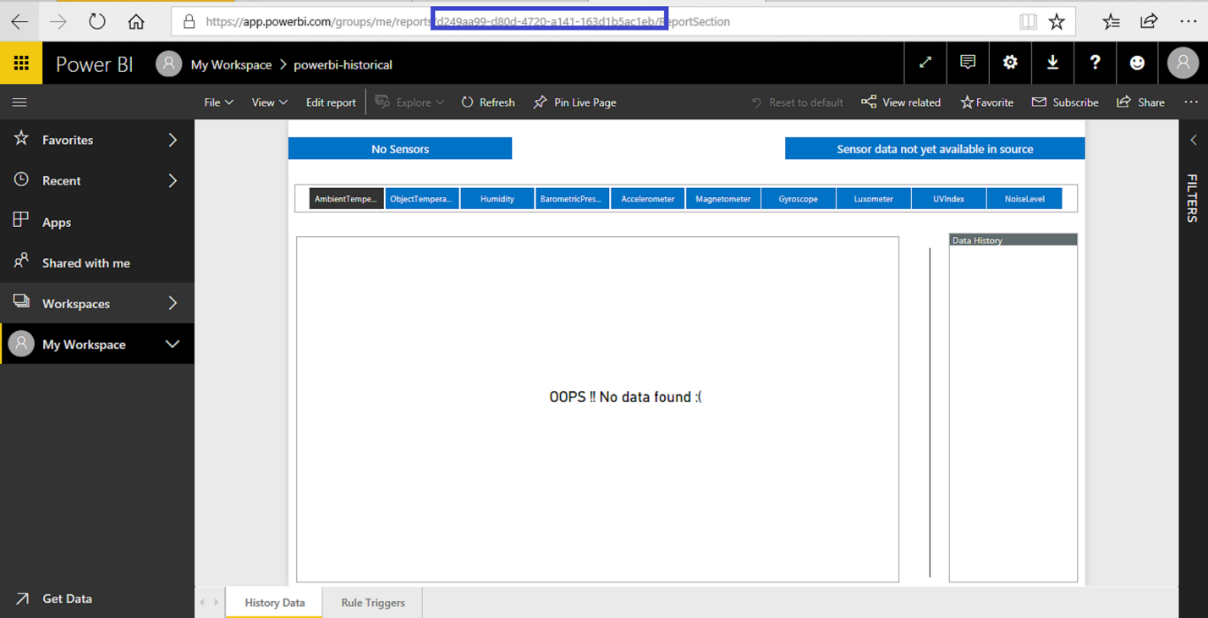 https://app.powerbi.com/groups/me/reports/d249aa99-d80d-4720-a141-163d1b5ac1eb/ReportSection
Power BI My Workspace > powerbi-historical
File View Edit report Explore Refresh Pin Live Page Reset to default View related Favorite Subscribe Share
Favorites
Recent
Apps
Shared with me
Workspaces
My Workspace
Get Data
No Sensors Sensor data not yet available in source
AmbientTempe... ObjectTempera... Humidity BarometricPres... Accelerometer Magnetometer Gyroscope Luxometer UVIndex NoiseLevel
Data History
OOPS !! No data found :(
FILTERS
History Data Rule Triggers